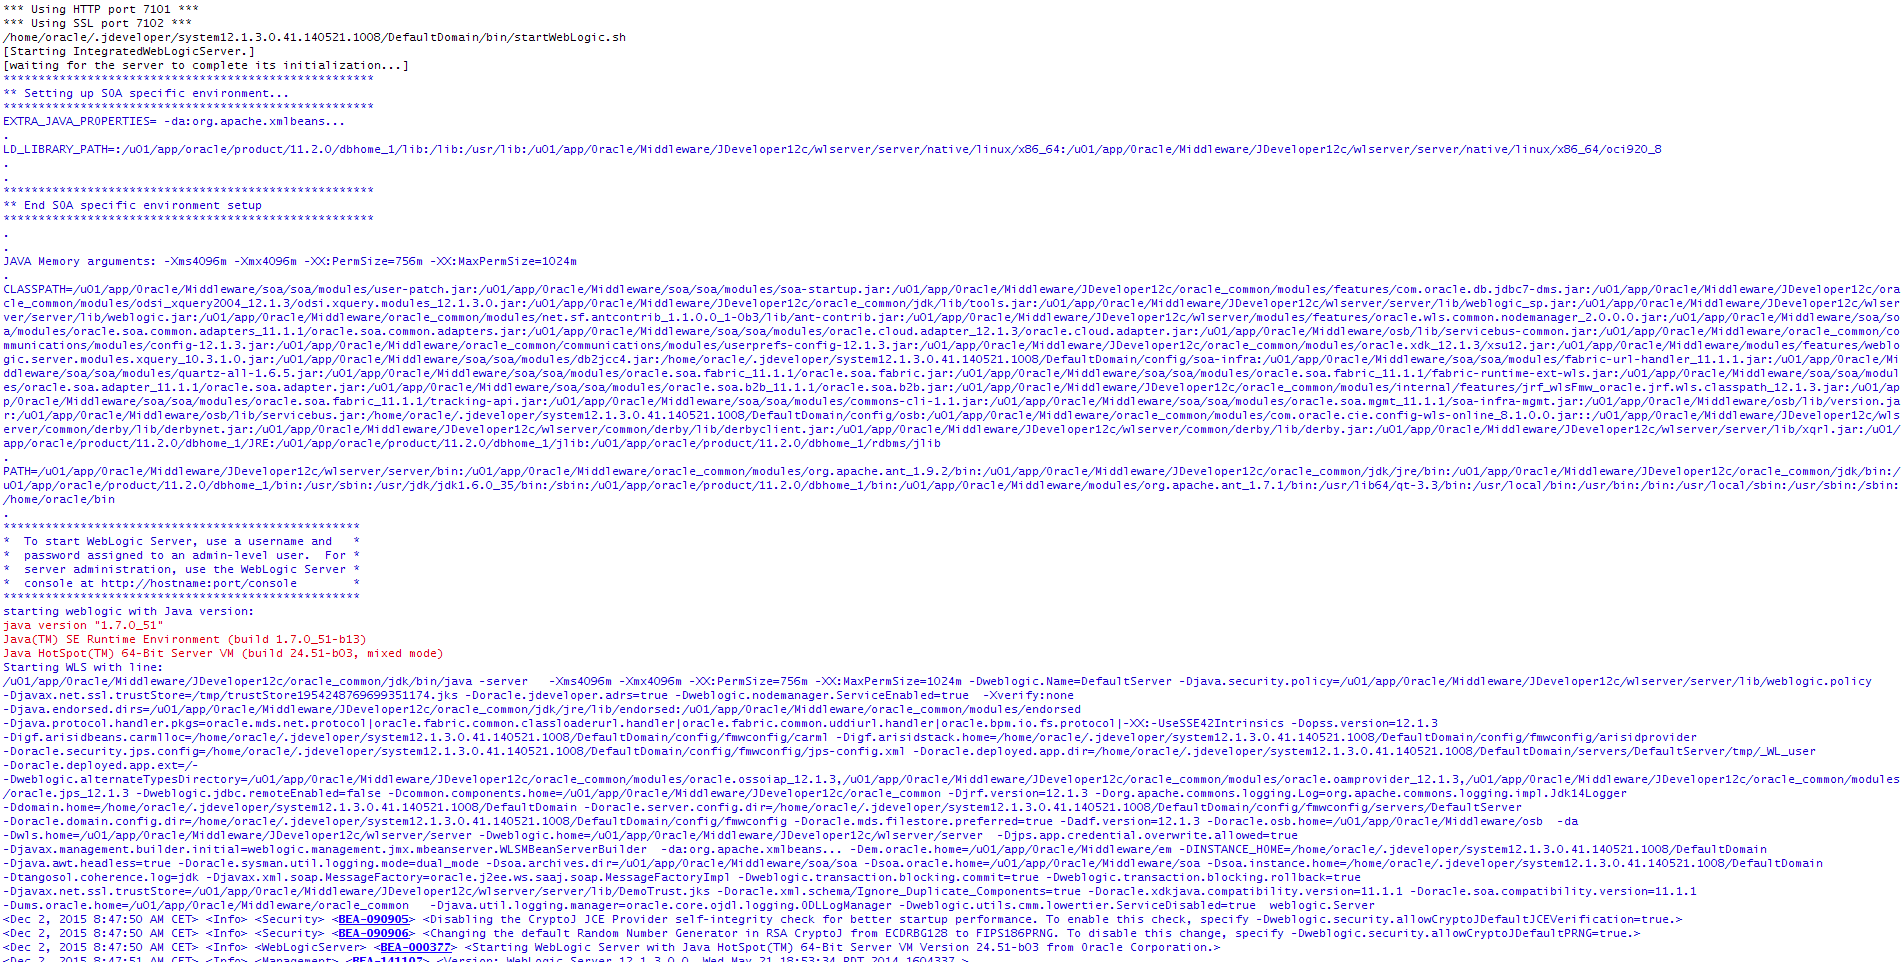 *** Using HTTP port 7101 ***
*** Using SSL port 7102 ***
/home/oracle/.jdeveloper/system12.1.3.0.41.140521.1008/DefaultDomain/bin/startWebLogic.sh
[Starting IntegratedWebLogicServer.]
[waiting for the server to complete its initialization...]
*****************************************************
** Setting up SOA specific environment...
*****************************************************
EXTRA_JAVA_PROPERTIES= -da:org.apache.xmlbeans...
.
LD_LIBRARY_PATH=:/u01/app/oracle/product/11.2.0/dbhome_1/lib:/lib:/usr/lib:/u01/app/Oracle/Middleware/JDeveloper12c/wlserver/server/native/linux/x86_64:/u01/app/Oracle/Middleware/JDeveloper12c/wlserver/server/native/linux/x86_64/oci920_8
.
.
*****************************************************
** End SOA specific environment setup
*****************************************************
.
.
JAVA Memory arguments: -Xms4096m -Xmx4096m -XX:PermSize=756m -XX:MaxPermSize=1024m
.
CLASSPATH=/u01/app/Oracle/Middleware/soa/soa/modules/user-patch.jar:/u01/app/Oracle/Middleware/soa/soa/modules/soa-startup.jar:/u01/app/Oracle/Middleware/JDeveloper12c/oracle_common/modules/features/com.oracle.db.jdbc7-dms.jar:/u01/app/Oracle/Middleware/JDeveloper12c/ora
cle_common/modules/odsi_xquery2004_12.1.3/odsi.xquery.modules_12.1.3.0.jar:/u01/app/Oracle/Middleware/JDeveloper12c/oracle_common/jdk/lib/tools.jar:/u01/app/Oracle/Middleware/JDeveloper12c/wlserver/server/lib/weblogic_sp.jar:/u01/app/Oracle/Middleware/JDeveloper12c/wlser
ver/server/lib/weblogic.jar:/u01/app/Oracle/Middleware/oracle_common/modules/net.sf.antcontrib_1.1.0.0_1-0b3/lib/ant-contrib.jar:/u01/app/Oracle/Middleware/JDeveloper12c/wlserver/modules/features/oracle.wls.common.nodemanager_2.0.0.0.jar:/u01/app/Oracle/Middleware/soa/so
a/modules/oracle.soa.common.adapters_11.1.1/oracle.soa.common.adapters.jar:/u01/app/Oracle/Middleware/soa/soa/modules/oracle.cloud.adapter_12.1.3/oracle.cloud.adapter.jar:/u01/app/Oracle/Middleware/osb/lib/servicebus-common.jar:/u01/app/Oracle/Middleware/oracle_common/co
mmunications/modules/config-12.1.3.jar:/u01/app/Oracle/Middleware/oracle_common/communications/modules/userprefs-config-12.1.3.jar:/u01/app/Oracle/Middleware/JDeveloper12c/oracle_common/modules/oracle.xdk_12.1.3/xsu12.jar:/u01/app/Oracle/Middleware/modules/features/weblo
gic.server.modules.xquery_10.3.1.0.jar:/u01/app/Oracle/Middleware/soa/soa/modules/db2jcc4.jar:/home/oracle/.jdeveloper/system12.1.3.0.41.140521.1008/DefaultDomain/config/soa-infra:/u01/app/Oracle/Middleware/soa/soa/modules/fabric-url-handler_11.1.1.jar:/u01/app/Oracle/Mi
ddleware/soa/soa/modules/quartz-all-1.6.5.jar:/u01/app/Oracle/Middleware/soa/soa/modules/oracle.soa.fabric_11.1.1/oracle.soa.fabric.jar:/u01/app/Oracle/Middleware/soa/soa/modules/oracle.soa.fabric_11.1.1/fabric-runtime-ext-wls.jar:/u01/app/Oracle/Middleware/soa/soa/modul
es/oracle.soa.adapter_11.1.1/oracle.soa.adapter.jar:/u01/app/Oracle/Middleware/soa/soa/modules/oracle.soa.b2b_11.1.1/oracle.soa.b2b.jar:/u01/app/Oracle/Middleware/JDeveloper12c/oracle_common/modules/internal/features/jrf_wlsFmw_oracle.jrf.wls.classpath_12.1.3.jar:/u01/ap
p/Oracle/Middleware/soa/soa/modules/oracle.soa.fabric_11.1.1/tracking-api.jar:/u01/app/Oracle/Middleware/soa/soa/modules/commons-cli-1.1.jar:/u01/app/Oracle/Middleware/soa/soa/modules/oracle.soa.mgmt_11.1.1/soa-infra-mgmt.jar:/u01/app/Oracle/Middleware/osb/lib/version.ja
r:/u01/app/Oracle/Middleware/osb/lib/servicebus.jar:/home/oracle/.jdeveloper/system12.1.3.0.41.140521.1008/DefaultDomain/config/osb:/u01/app/Oracle/Middleware/oracle_common/modules/com.oracle.cie.config-wls-online_8.1.0.0.jar::/u01/app/Oracle/Middleware/JDeveloper12c/wls
erver/common/derby/lib/derbynet.jar:/u01/app/Oracle/Middleware/JDeveloper12c/wlserver/common/derby/lib/derbyclient.jar:/u01/app/Oracle/Middleware/JDeveloper12c/wlserver/common/derby/lib/derby.jar:/u01/app/Oracle/Middleware/JDeveloper12c/wlserver/server/lib/xqrl.jar:/u01/
app/oracle/product/11.2.0/dbhome_1/JRE:/u01/app/oracle/product/11.2.0/dbhome_1/jlib:/u01/app/oracle/product/11.2.0/dbhome_1/rdbms/jlib
.
PATH=/u01/app/Oracle/Middleware/JDeveloper12c/wlserver/server/bin:/u01/app/Oracle/Middleware/oracle_common/modules/org.apache.ant_1.9.2/bin:/u01/app/Oracle/Middleware/JDeveloper12c/oracle_common/jdk/jre/bin:/u01/app/Oracle/Middleware/JDeveloper12c/oracle_common/jdk/bin:/
u01/app/oracle/product/11.2.0/dbhome_1/bin:/usr/sbin:/usr/jdk/jdk1.6.0_35/bin:/sbin:/u01/app/oracle/product/11.2.0/dbhome_1/bin:/u01/app/Oracle/Middleware/modules/org.apache.ant_1.7.1/bin:/usr/lib64/qt-3.3/bin:/usr/local/bin:/usr/bin:/bin:/usr/local/sbin:/usr/sbin:/sbin:
/home/oracle/bin
.
***************************************************
*  To start WebLogic Server, use a username and   *
*  password assigned to an admin-level user.  For *
*  server administration, use the WebLogic Server *
*  console at http://hostname:port/console        *
***************************************************
starting weblogic with Java version:
java version "1.7.0_51"
Java(TM) SE Runtime Environment (build 1.7.0_51-b13)
Java HotSpot(TM) 64-Bit Server VM (build 24.51-b03, mixed mode)
Starting WLS with line:
/u01/app/Oracle/Middleware/JDeveloper12c/oracle_common/jdk/bin/java -server   -Xms4096m -Xmx4096m -XX:PermSize=756m -XX:MaxPermSize=1024m -Dweblogic.Name=DefaultServer -Djava.security.policy=/u01/app/Oracle/Middleware/JDeveloper12c/wlserver/server/lib/weblogic.policy
-Djavax.net.ssl.trustStore=/tmp/trustStore1954248769699351174.jks -Doracle.jdeveloper.adrs=true -Dweblogic.nodemanager.ServiceEnabled=true  -Xverify:none
-Djava.endorsed.dirs=/u01/app/Oracle/Middleware/JDeveloper12c/oracle_common/jdk/jre/lib/endorsed:/u01/app/Oracle/Middleware/oracle_common/modules/endorsed
-Djava.protocol.handler.pkgs=oracle.mds.net.protocol|oracle.fabric.common.classloaderurl.handler|oracle.fabric.common.uddiurl.handler|oracle.bpm.io.fs.protocol|-XX:-UseSSE42Intrinsics -Dopss.version=12.1.3
-Digf.arisidbeans.carmlloc=/home/oracle/.jdeveloper/system12.1.3.0.41.140521.1008/DefaultDomain/config/fmwconfig/carml -Digf.arisidstack.home=/home/oracle/.jdeveloper/system12.1.3.0.41.140521.1008/DefaultDomain/config/fmwconfig/arisidprovider
-Doracle.security.jps.config=/home/oracle/.jdeveloper/system12.1.3.0.41.140521.1008/DefaultDomain/config/fmwconfig/jps-config.xml -Doracle.deployed.app.dir=/home/oracle/.jdeveloper/system12.1.3.0.41.140521.1008/DefaultDomain/servers/DefaultServer/tmp/_WL_user
-Doracle.deployed.app.ext=/-
-Dweblogic.alternateTypesDirectory=/u01/app/Oracle/Middleware/JDeveloper12c/oracle_common/modules/oracle.ossoiap_12.1.3,/u01/app/Oracle/Middleware/JDeveloper12c/oracle_common/modules/oracle.oamprovider_12.1.3,/u01/app/Oracle/Middleware/JDeveloper12c/oracle_common/modules
/oracle.jps_12.1.3 -Dweblogic.jdbc.remoteEnabled=false -Dcommon.components.home=/u01/app/Oracle/Middleware/JDeveloper12c/oracle_common -Djrf.version=12.1.3 -Dorg.apache.commons.logging.Log=org.apache.commons.logging.impl.Jdk14Logger
-Ddomain.home=/home/oracle/.jdeveloper/system12.1.3.0.41.140521.1008/DefaultDomain -Doracle.server.config.dir=/home/oracle/.jdeveloper/system12.1.3.0.41.140521.1008/DefaultDomain/config/fmwconfig/servers/DefaultServer
-Doracle.domain.config.dir=/home/oracle/.jdeveloper/system12.1.3.0.41.140521.1008/DefaultDomain/config/fmwconfig -Doracle.mds.filestore.preferred=true -Dadf.version=12.1.3 -Doracle.osb.home=/u01/app/Oracle/Middleware/osb  -da
-Dwls.home=/u01/app/Oracle/Middleware/JDeveloper12c/wlserver/server -Dweblogic.home=/u01/app/Oracle/Middleware/JDeveloper12c/wlserver/server  -Djps.app.credential.overwrite.allowed=true
-Djavax.management.builder.initial=weblogic.management.jmx.mbeanserver.WLSMBeanServerBuilder  -da:org.apache.xmlbeans... -Dem.oracle.home=/u01/app/Oracle/Middleware/em -DINSTANCE_HOME=/home/oracle/.jdeveloper/system12.1.3.0.41.140521.1008/DefaultDomain
-Djava.awt.headless=true -Doracle.sysman.util.logging.mode=dual_mode -Dsoa.archives.dir=/u01/app/Oracle/Middleware/soa/soa -Dsoa.oracle.home=/u01/app/Oracle/Middleware/soa -Dsoa.instance.home=/home/oracle/.jdeveloper/system12.1.3.0.41.140521.1008/DefaultDomain
-Dtangosol.coherence.log=jdk -Djavax.xml.soap.MessageFactory=oracle.j2ee.ws.saaj.soap.MessageFactoryImpl -Dweblogic.transaction.blocking.commit=true -Dweblogic.transaction.blocking.rollback=true
-Djavax.net.ssl.trustStore=/u01/app/Oracle/Middleware/JDeveloper12c/wlserver/server/lib/DemoTrust.jks -Doracle.xml.schema/Ignore_Duplicate_Components=true -Doracle.xdkjava.compatibility.version=11.1.1 -Doracle.soa.compatibility.version=11.1.1
-Dums.oracle.home=/u01/app/Oracle/Middleware/oracle_common   -Djava.util.logging.manager=oracle.core.ojdl.logging.ODLLogManager -Dweblogic.utils.cmm.lowertier.ServiceDisabled=true  weblogic.Server
<Dec 2, 2015 8:47:50 AM CET> <Info> <Security> <BEA-090905> <Disabling the CryptoJ JCE Provider self-integrity check for better startup performance. To enable this check, specify -Dweblogic.security.allowCryptoJDefaultJCEVerification=true.>
<Dec 2, 2015 8:47:50 AM CET> <Info> <Security> <BEA-090906> <Changing the default Random Number Generator in RSA CryptoJ from ECDRBG128 to FIPS186PRNG. To disable this change, specify -Dweblogic.security.allowCryptoJDefaultPRNG=true.>
<Dec 2, 2015 8:47:50 AM CET> <Info> <WebLogicServer> <BEA-000377> <Starting WebLogic Server with Java HotSpot(TM) 64-Bit Server VM Version 24.51-b03 from Oracle Corporation.>
<Dec 2, 2015 8:47:51 AM CET> <Info> <Management> <BEA-141107> <Version: WebLogic Server 12.1.3.0.0  Wed May 21 18:53:34 PDT 2014 1604337 >